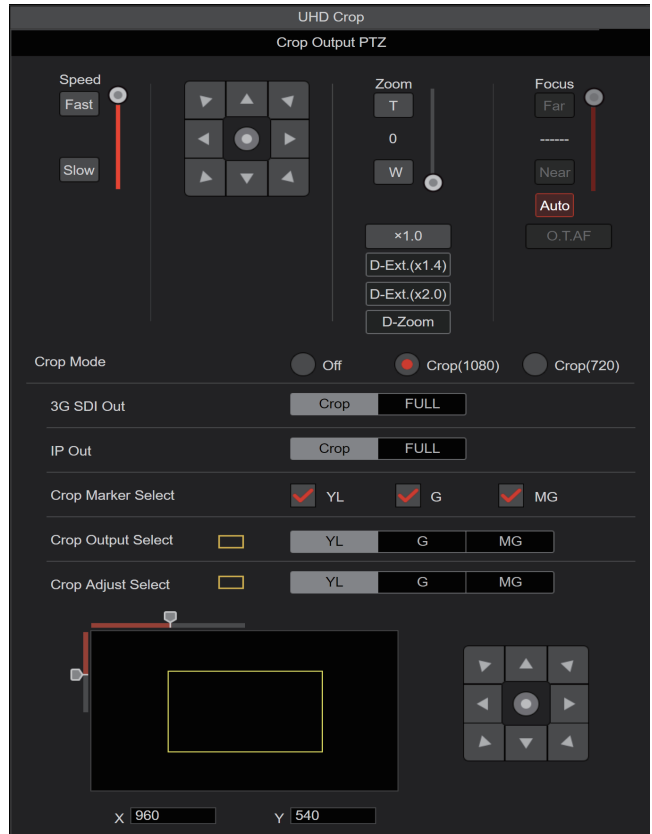 UHD Crop
Crop Output PTZ
Speed
Fast
Slow
Zoom
T
0
W
×1.0
D-Ext.(x1.4)
D-Ext.(x2.0)
D-Zoom
Focus
Far
------
Near
Auto
O.T.AF
Crop Mode Off Crop(1080) Crop(720)
3G SDI Out Crop FULL
IP Out Crop FULL
Crop Marker Select YL G MG
Crop Output Select YL G MG
Crop Adjust Select YL G MG
X 960 Y 540